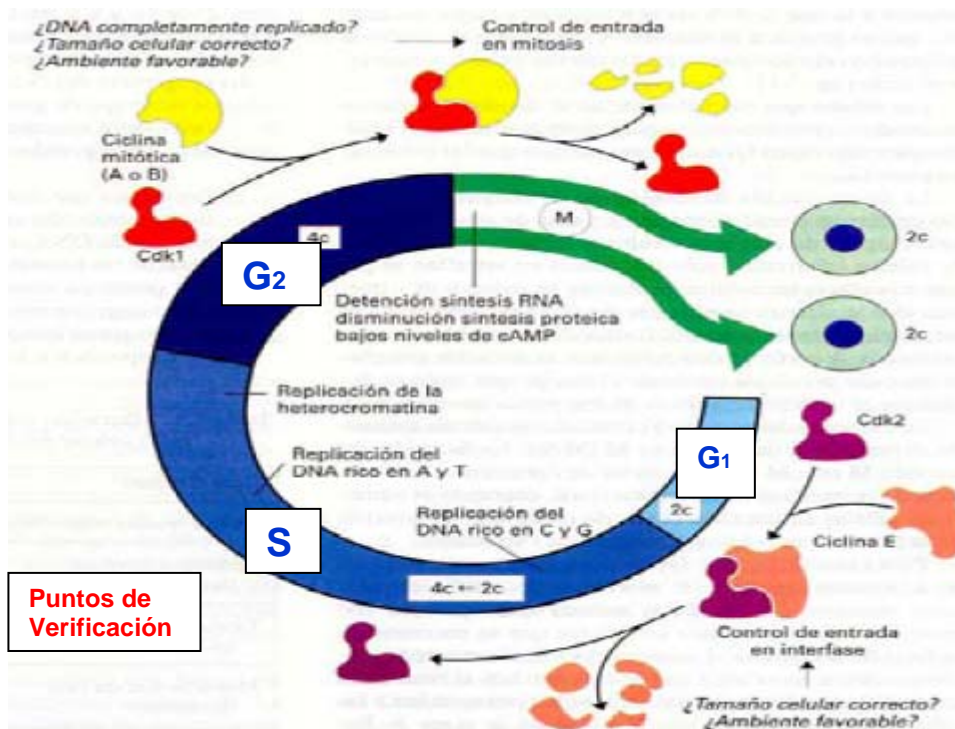 ¿DNA completamente replicado?
¿Tamaño celular correcto?
¿Ambiente favorable?
Control de entrada
en mitosis
Ciclina
mitótica
(A o B)
Cdk1
4c
G2
M
2c
2c
Detención síntesis RNA
disminución síntesis proteica
bajos niveles de cAMP
Replicación de la
heterocromatina
Replicación del
DNA rico en A y T
Cdk2
G1
2c
S
Replicación del
DNA rico en C y G
Ciclina E
4c ← 2c
Puntos de
Verificación
Control de entrada
en interfase
¿Tamaño celular correcto?
¿Ambiente favorable?